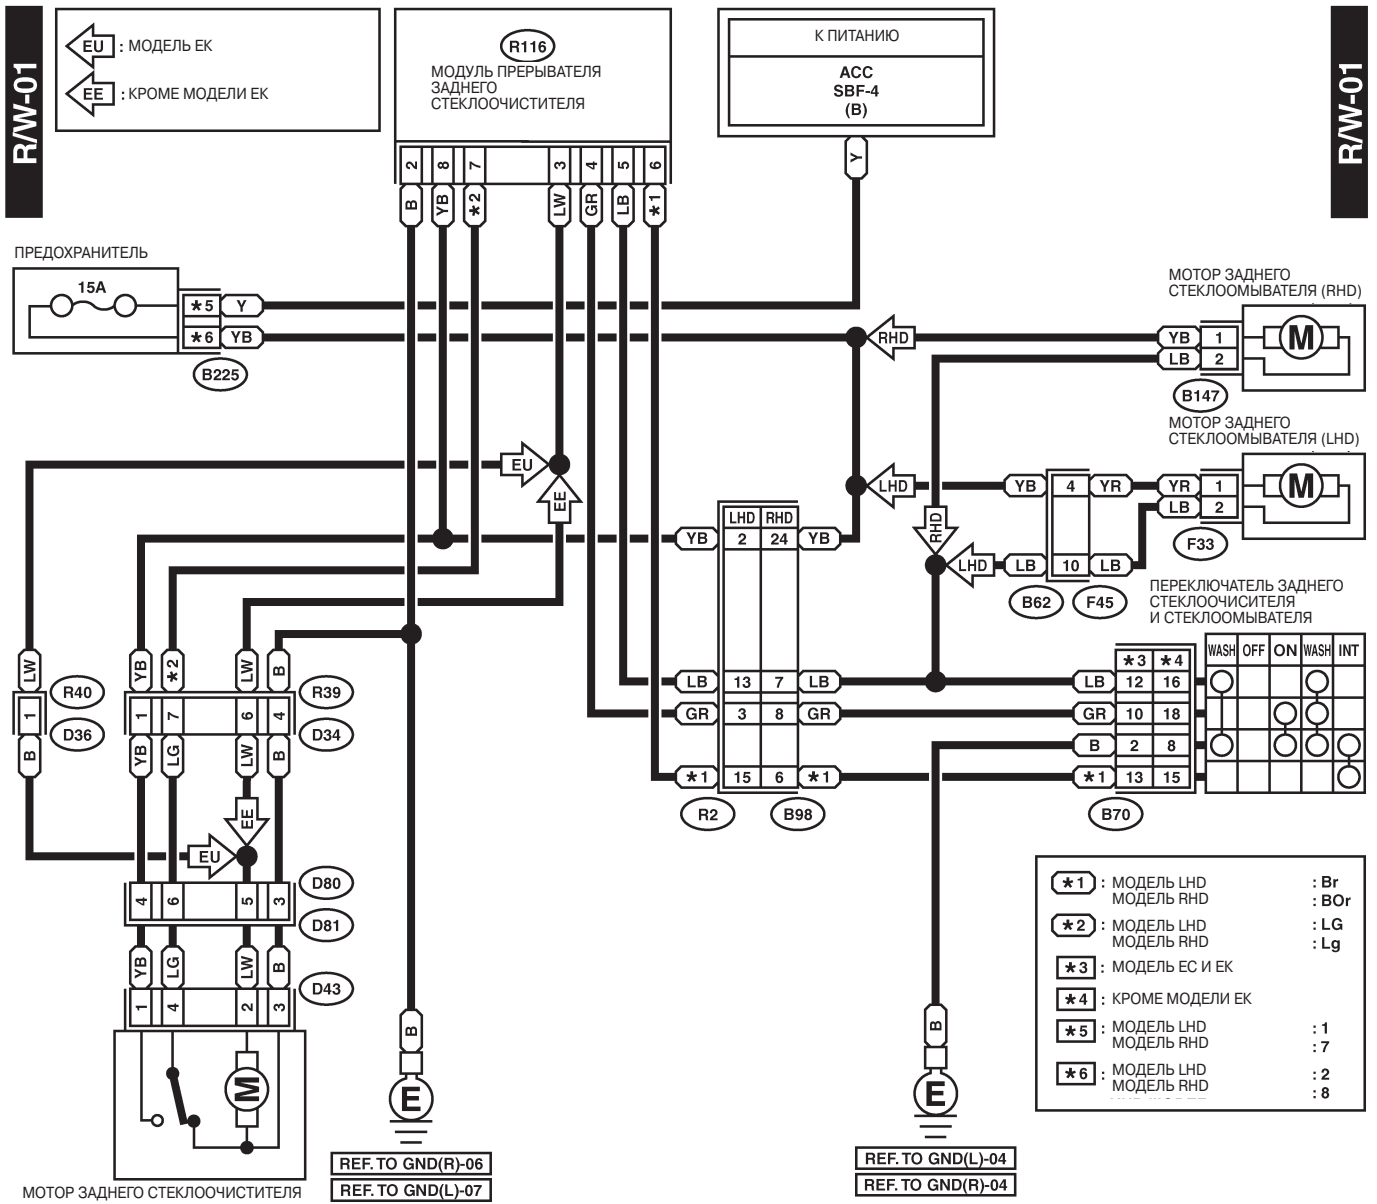 R/W-01
EU : МОДЕЛЬ ЕК
EE : КРОМЕ МОДЕЛИ ЕК
R116
МОДУЛЬ ПРЕРЫВАТЕЛЯ
ЗАДНЕГО
СТЕКЛООЧИСТИТЕЛЯ
К ПИТАНИЮ
ACC
SBF-4
(B)
R/W-01
2 8 7 3 4 5 6
B YB *2 LW GR LB *1
Y
ПРЕДОХРАНИТЕЛЬ
15A
*5 Y
*6 YB
B225
МОТОР ЗАДНЕГО
СТЕКЛООМЫВАТЕЛЯ (RHD)
RHD
YB 1
LB 2
M
B147
МОТОР ЗАДНЕГО
СТЕКЛООМЫВАТЕЛЯ (LHD)
EU
EE
LHD
YB 4 YR
YR 1
LB 2
M
F33
RHD
LHD
LB 10 LB
B62 F45
LHD RHD
YB 2 24 YB
LB 13 7 LB
GR 3 8 GR
*1 15 6 *1
R2 B98
ПЕРЕКЛЮЧАТЕЛЬ ЗАДНЕГО
СТЕКЛООЧИСИТЕЛЯ
И СТЕКЛООМЫВАТЕЛЯ
WASH OFF ON WASH INT
*3 *4
LB 12 16
GR 10 18
B 2 8
*1 13 15
B70
LW YB *2 LW B
R40 R39
1 1 7 6 4
D36 D34
B YB LG LW B
EE
EU
D80
4 6 5 3
D81
YB LG LW B
D43
1 4 2 3
M
МОТОР ЗАДНЕГО СТЕКЛООЧИСТИТЕЛЯ
B
E
REF. TO GND(R)-06
REF. TO GND(L)-07
B
E
REF. TO GND(L)-04
REF. TO GND(R)-04
*1 : МОДЕЛЬ LHD : Br
МОДЕЛЬ RHD : BOr
*2 : МОДЕЛЬ LHD : LG
МОДЕЛЬ RHD : Lg
*3 : МОДЕЛЬ ЕС И ЕК
*4 : КРОМЕ МОДЕЛИ ЕК
*5 : МОДЕЛЬ LHD : 1
МОДЕЛЬ RHD : 7
*6 : МОДЕЛЬ LHD : 2
МОДЕЛЬ RHD : 8